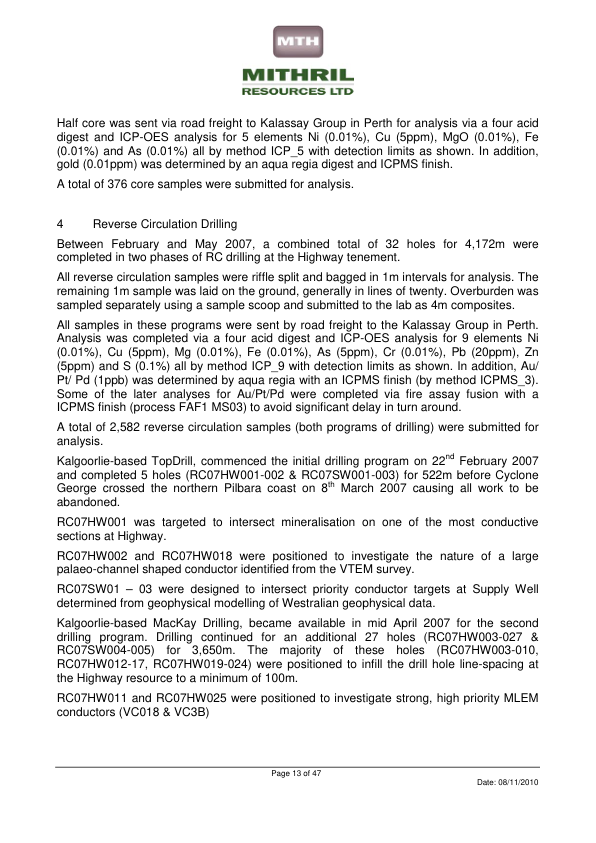 MTH
MITHRIL
RESOURCES LTD
Half core was sent via road freight to Kalassay Group in Perth for analysis via a four acid
digest and ICP-OES analysis for 5 elements Ni (0.01%), Cu (5ppm), MgO (0.01%), Fe
(0.01%) and As (0.01%) all by method ICP_5 with detection limits as shown. In addition,
gold (0.01ppm) was determined by an aqua regia digest and ICPMS finish.
A total of 376 core samples were submitted for analysis.
4 Reverse Circulation Drilling
Between February and May 2007, a combined total of 32 holes for 4,172m were
completed in two phases of RC drilling at the Highway tenement.
All reverse circulation samples were riffle split and bagged in 1m intervals for analysis. The
remaining 1m sample was laid on the ground, generally in lines of twenty. Overburden was
sampled separately using a sample scoop and submitted to the lab as 4m composites.
All samples in these programs were sent by road freight to the Kalassay Group in Perth.
Analysis was completed via a four acid digest and ICP-OES analysis for 9 elements Ni
(0.01%), Cu (5ppm), Mg (0.01%), Fe (0.01%), As (5ppm), Cr (0.01%), Pb (20ppm), Zn
(5ppm) and S (0.1%) all by method ICP_9 with detection limits as shown. In addition, Au/
Pt/ Pd (1ppb) was determined by aqua regia with an ICPMS finish (by method ICPMS_3).
Some of the later analyses for Au/Pt/Pd were completed via fire assay fusion with a
ICPMS finish (process FAF1 MS03) to avoid significant delay in turn around.
A total of 2,582 reverse circulation samples (both programs of drilling) were submitted for
analysis.
Kalgoorlie-based TopDrill, commenced the initial drilling program on 22nd February 2007
and completed 5 holes (RC07HW001-002 & RC07SW001-003) for 522m before Cyclone
George crossed the northern Pilbara coast on 8th March 2007 causing all work to be
abandoned.
RC07HW001 was targeted to intersect mineralisation on one of the most conductive
sections at Highway.
RC07HW002 and RC07HW018 were positioned to investigate the nature of a large
palaeo-channel shaped conductor identified from the VTEM survey.
RC07SW01 – 03 were designed to intersect priority conductor targets at Supply Well
determined from geophysical modelling of Westralian geophysical data.
Kalgoorlie-based MacKay Drilling, became available in mid April 2007 for the second
drilling program. Drilling continued for an additional 27 holes (RC07HW003-027 &
RC07SW004-005) for 3,650m. The majority of these holes (RC07HW003-010,
RC07HW012-17, RC07HW019-024) were positioned to infill the drill hole line-spacing at
the Highway resource to a minimum of 100m.
RC07HW011 and RC07HW025 were positioned to investigate strong, high priority MLEM
conductors (VC018 & VC3B)
Page 13 of 47
Date: 08/11/2010